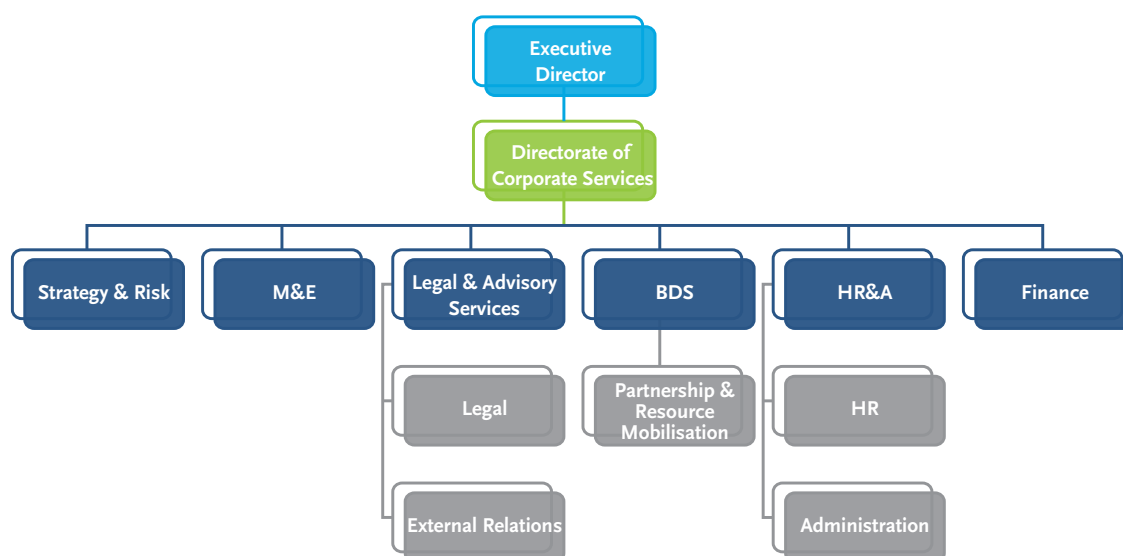 Executive
Director
Directorate of
Corporate Services
Strategy & Risk
M&E
Legal & Advisory
Services
BDS
HR&A
Finance
Legal
Partnership &
Resource
Mobilisation
HR
External Relations
Administration